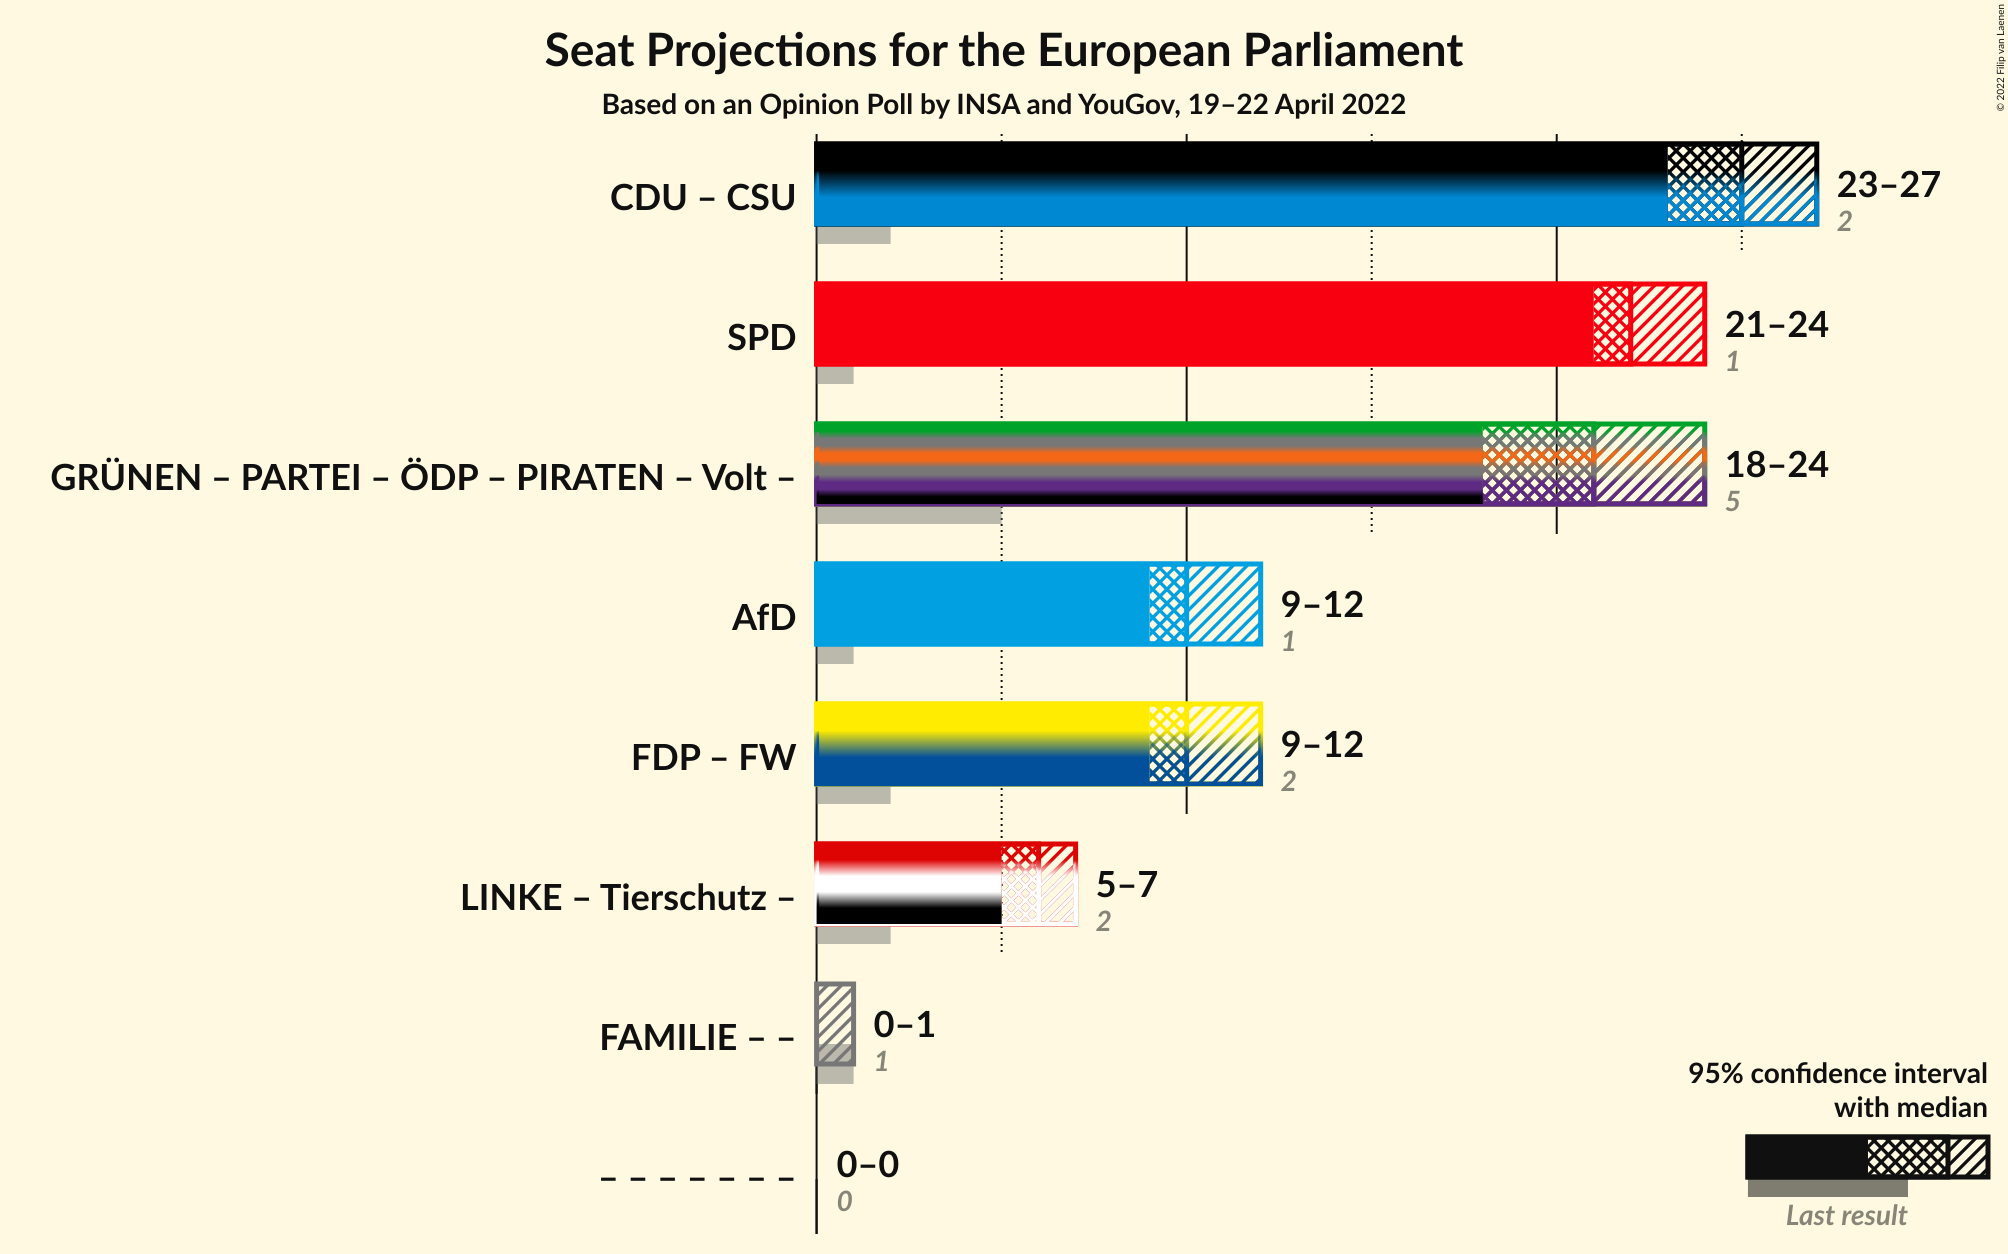 Seat Projections for the European Parliament
Based on an Opinion Poll by INSA and YouGov, 19–22 April 2022
© 2022 Filip van Laenen
CDU – CSU
23–27
2
SPD
21–24
1
GRÜNEN – PARTEI – ÖDP – PIRATEN – Volt –
18–24
5
AfD
9–12
1
FDP – FW
9–12
2
LINKE – Tierschutz –
5–7
2
FAMILIE – –
0–1
1
– – – – – – –
0–0
0
95% confidence interval
with median
Last result